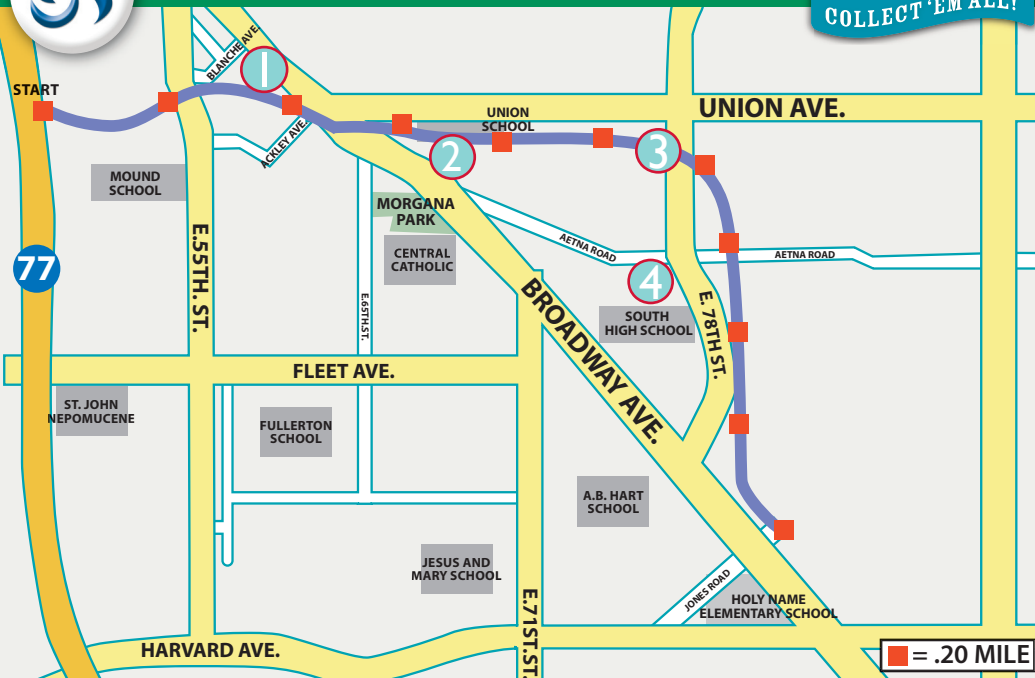 COLLECT 'EM ALL!
START
BLANCHE AVE.
1
UNION AVE.
UNION
SCHOOL
ACKLEY AVE.
2
3
MOUND
SCHOOL
MORGANA
PARK
CENTRAL
CATHOLIC
AETNA ROAD
AETNA ROAD
77
E.55TH. ST.
4
E.65TH.ST.
SOUTH
HIGH SCHOOL
E. 78TH ST.
BROADWAY AVE.
FLEET AVE.
ST. JOHN
NEPOMUCENE
FULLERTON
SCHOOL
A.B. HART
SCHOOL
JESUS AND
MARY SCHOOL
JONES ROAD
HOLY NAME
ELEMENTARY SCHOOL
E.71ST.ST.
HARVARD AVE.
= .20 MILE